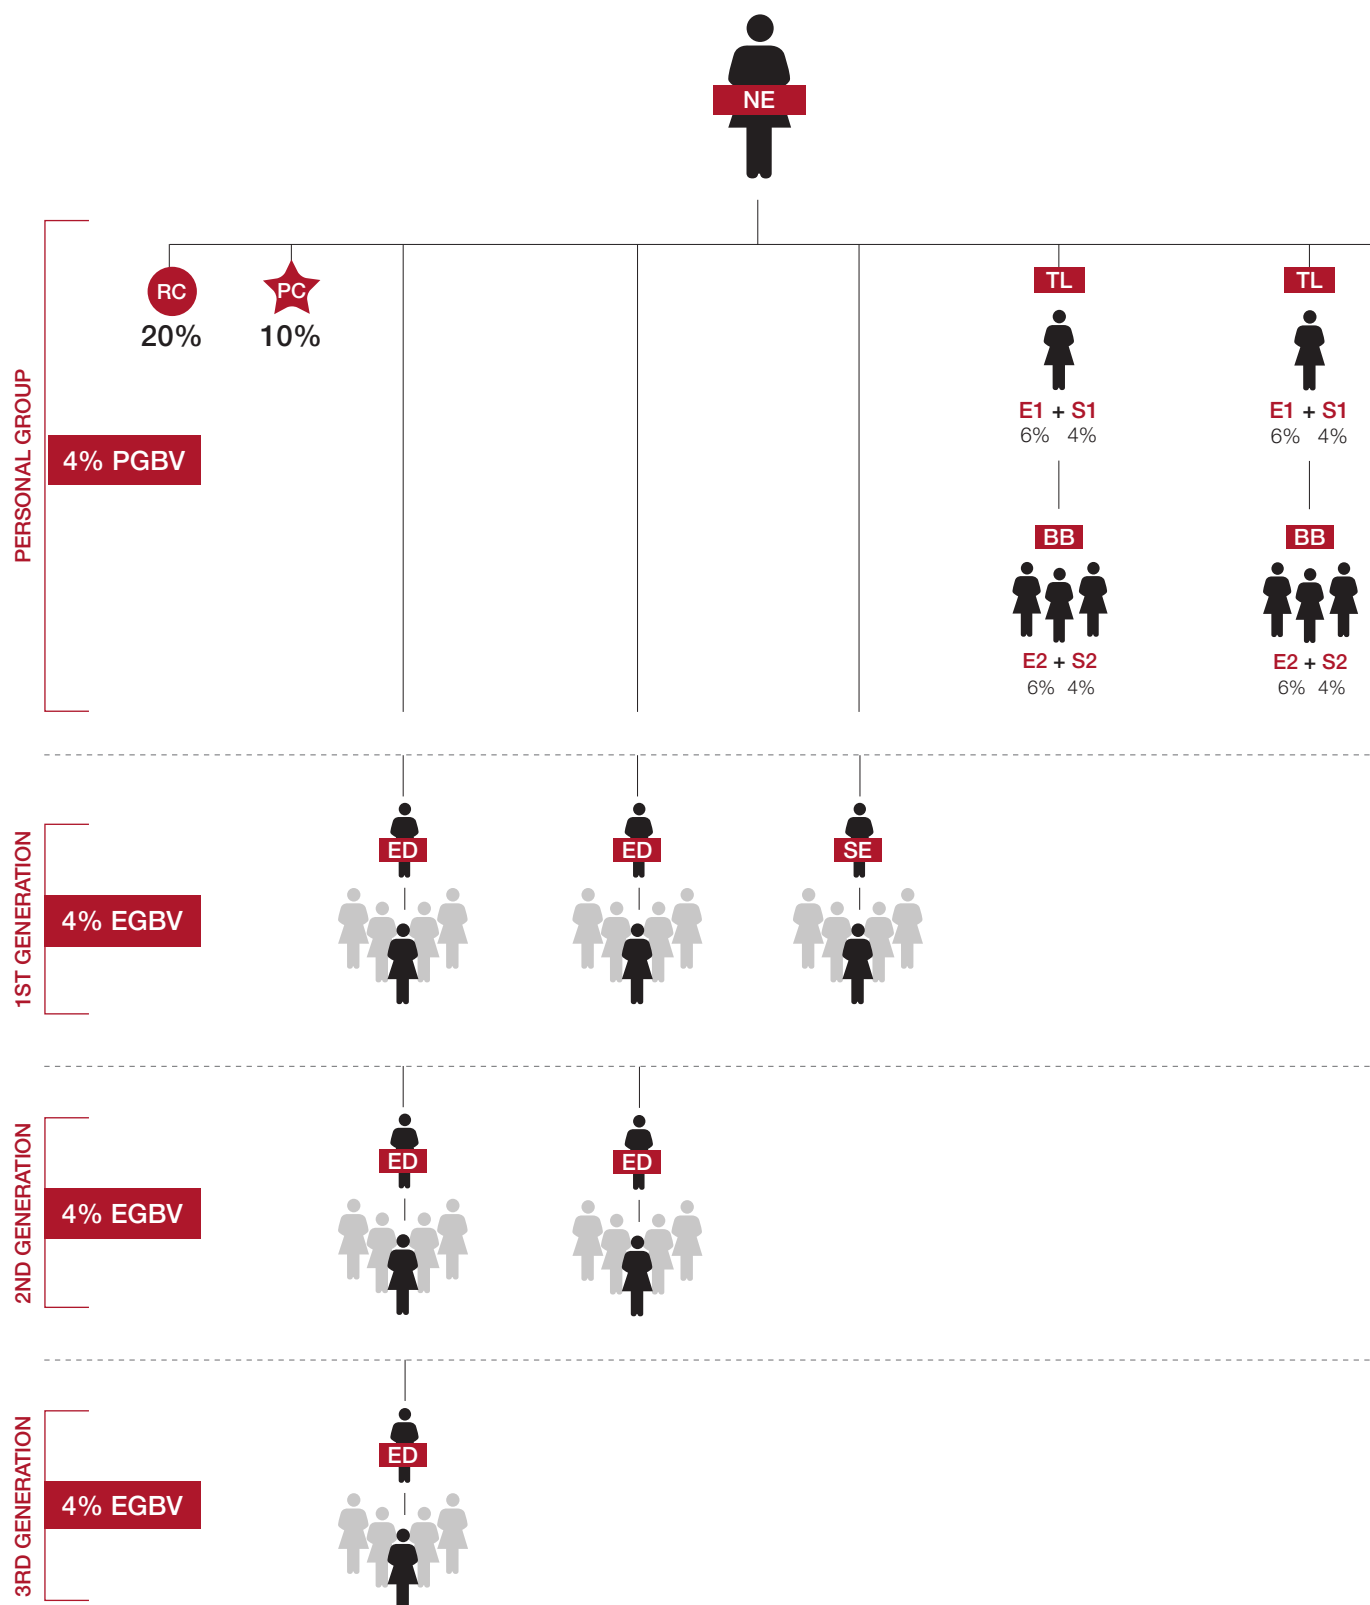 NE
PERSONAL GROUP
RC
20%
PC
10%
4% PGBV
TL
E1 + S1
6% 4%
BB
E2 + S2
6% 4%
TL
E1 + S1
6% 4%
BB
E2 + S2
6% 4%
1ST GENERATION
4% EGBV
ED
ED
SE
2ND GENERATION
4% EGBV
ED
ED
3RD GENERATION
4% EGBV
ED